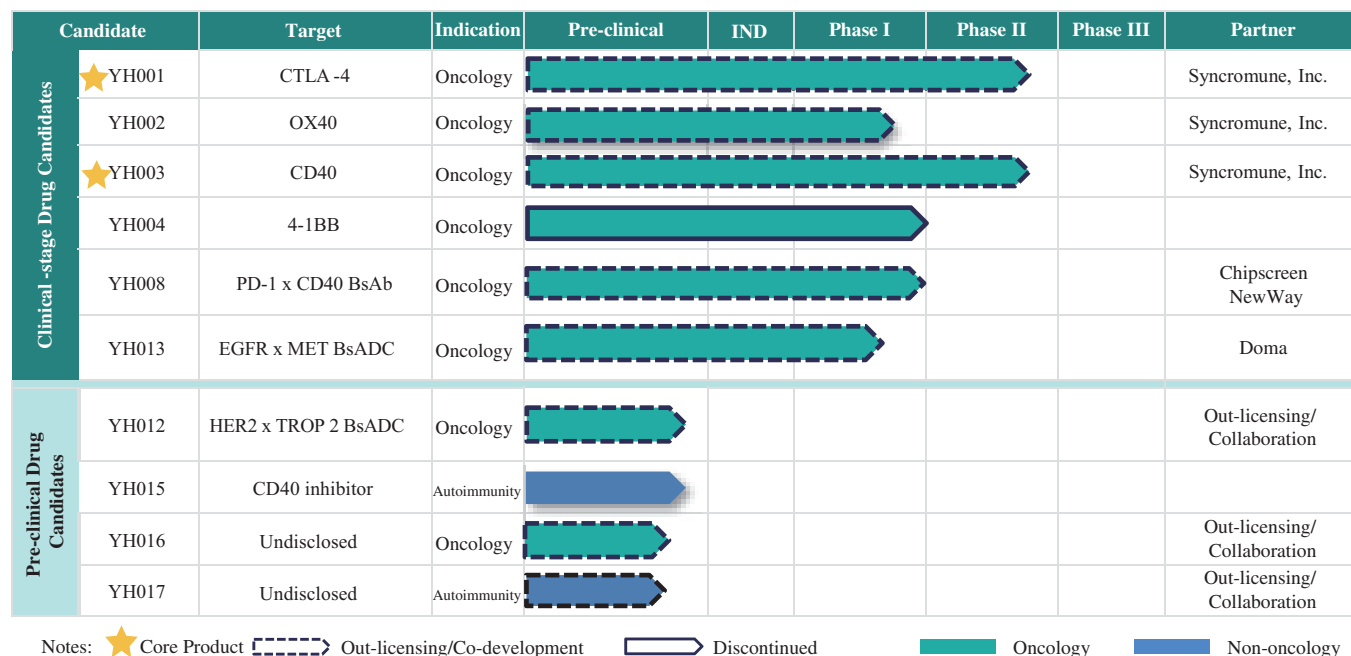 Candidate Target Indication Pre-clinical IND Phase I Phase II Phase III Partner
Clinical -stage Drug Candidates
YH001 CTLA -4 Oncology Syncromune, Inc.
YH002 OX40 Oncology Syncromune, Inc.
YH003 CD40 Oncology Syncromune, Inc.
YH004 4-1BB Oncology
YH008 PD-1 x CD40 BsAb Oncology Chipscreen
NewWay
YH013 EGFR x MET BsADC Oncology Doma
Pre-clinical Drug
Candidates
YH012 HER2 x TROP 2 BsADC Oncology Out-licensing/
Collaboration
YH015 CD40 inhibitor Autoimmunity
YH016 Undisclosed Oncology Out-licensing/
Collaboration
YH017 Undisclosed Autoimmunity Out-licensing/
Collaboration
Notes: Core Product Out-licensing/Co-development Discontinued Oncology Non-oncology